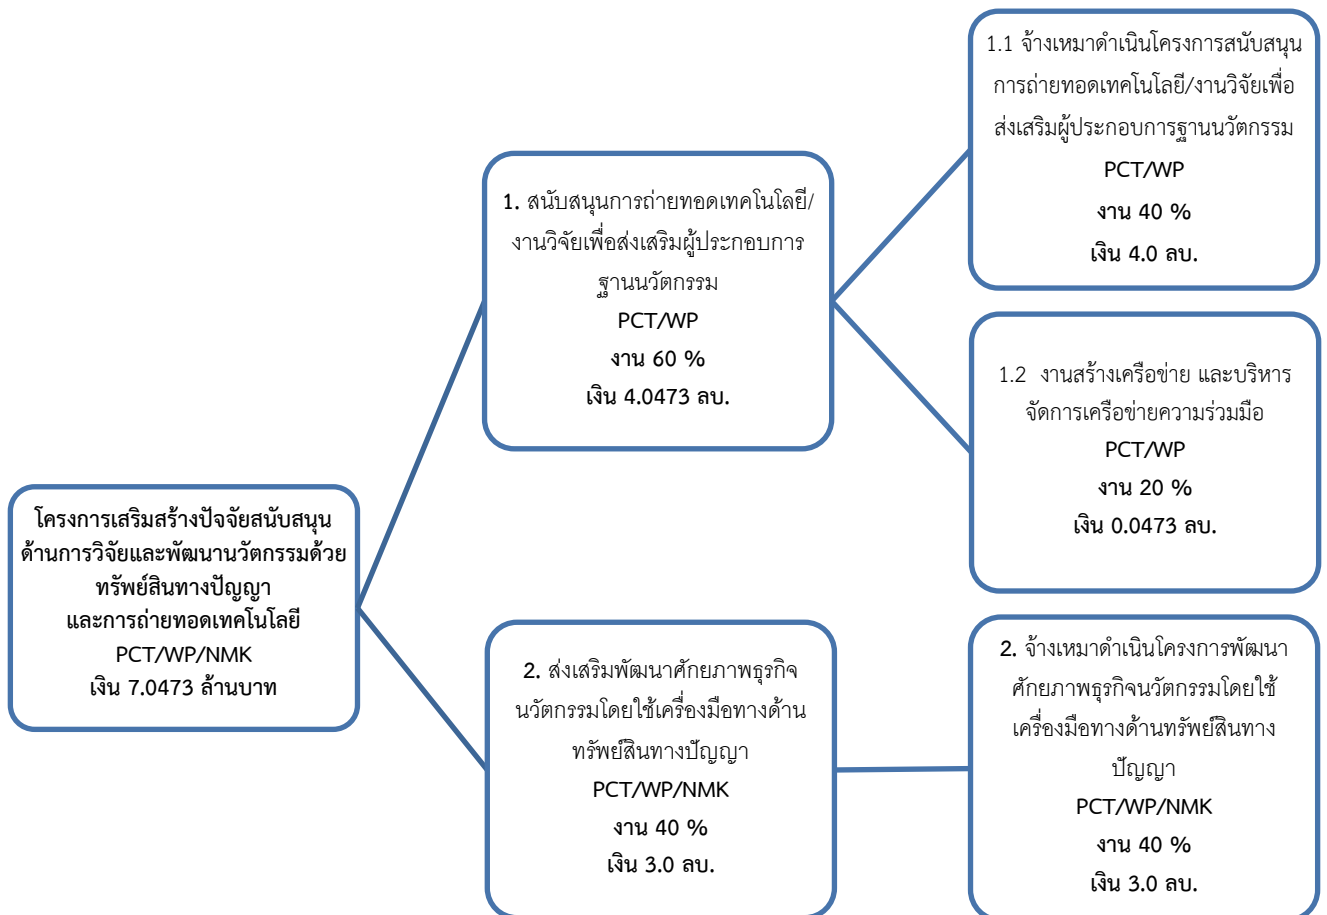 โครงการเสริมสร้างปัจจัยสนับสนุน
ด้านการวิจัยและพัฒนานวัตกรรมด้วย
ทรัพย์สินทางปัญญา
และการถ่ายทอดเทคโนโลยี
PCT/WP/NMK
เงิน 7.0473 ล้านบาท
1. สนับสนุนการถ่ายทอดเทคโนโลยี/
งานวิจัยเพื่อส่งเสริมผู้ประกอบการ
ฐานนวัตกรรม
PCT/WP
งาน 60 %
เงิน 4.0473 ลบ.
1.1 จ้างเหมาดำเนินโครงการสนับสนุน
การถ่ายทอดเทคโนโลยี/งานวิจัยเพื่อ
ส่งเสริมผู้ประกอบการฐานนวัตกรรม
PCT/WP
งาน 40 %
เงิน 4.0 ลบ.
1.2 งานสร้างเครือข่าย และบริหาร
จัดการเครือข่ายความร่วมมือ
PCT/WP
งาน 20 %
เงิน 0.0473 ลบ.
2. ส่งเสริมพัฒนาศักยภาพธุรกิจ
นวัตกรรมโดยใช้เครื่องมือทางด้าน
ทรัพย์สินทางปัญญา
PCT/WP/NMK
งาน 40 %
เงิน 3.0 ลบ.
2. จ้างเหมาดำเนินโครงการพัฒนา
ศักยภาพธุรกิจนวัตกรรมโดยใช้
เครื่องมือทางด้านทรัพย์สินทาง
ปัญญา
PCT/WP/NMK
งาน 40 %
เงิน 3.0 ลบ.